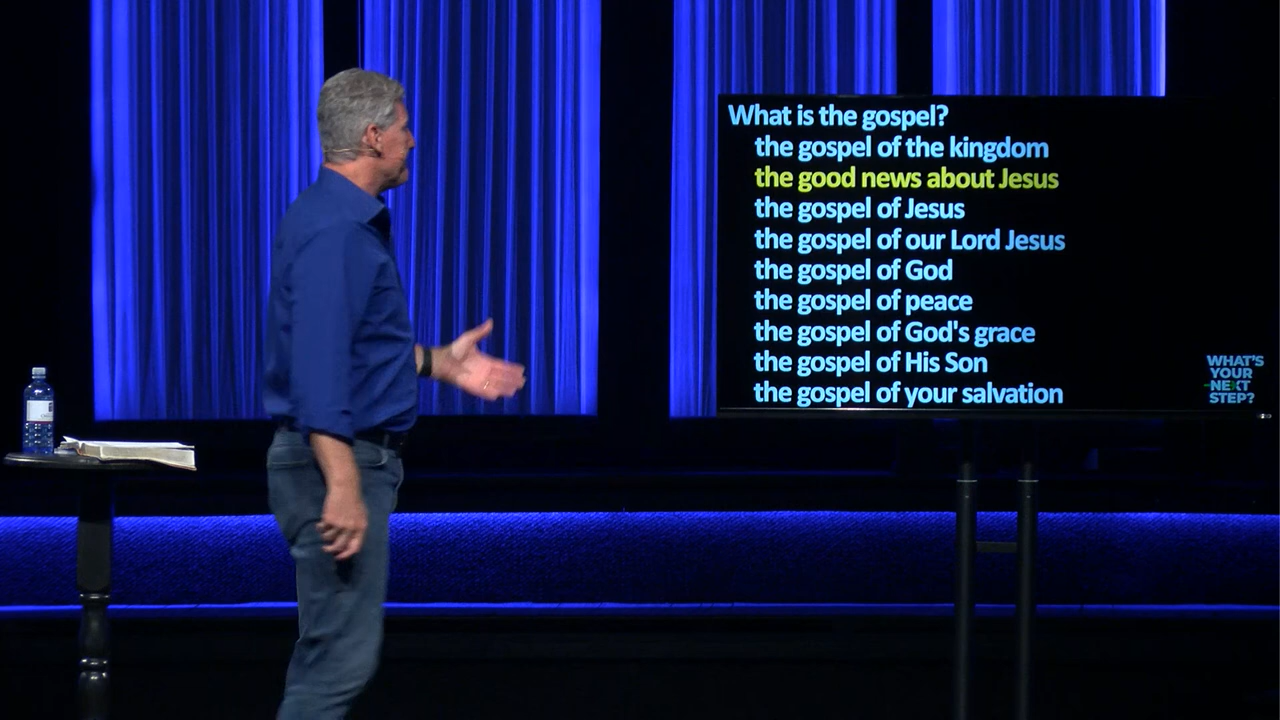 What is the gospel?
the gospel of the kingdom
the good news about Jesus
the gospel of Jesus
the gospel of our Lord Jesus
the gospel of God
the gospel of peace
the gospel of God's grace
the gospel of His Son
the gospel of your salvation
WHAT'S
YOUR
NEXT
STEP?